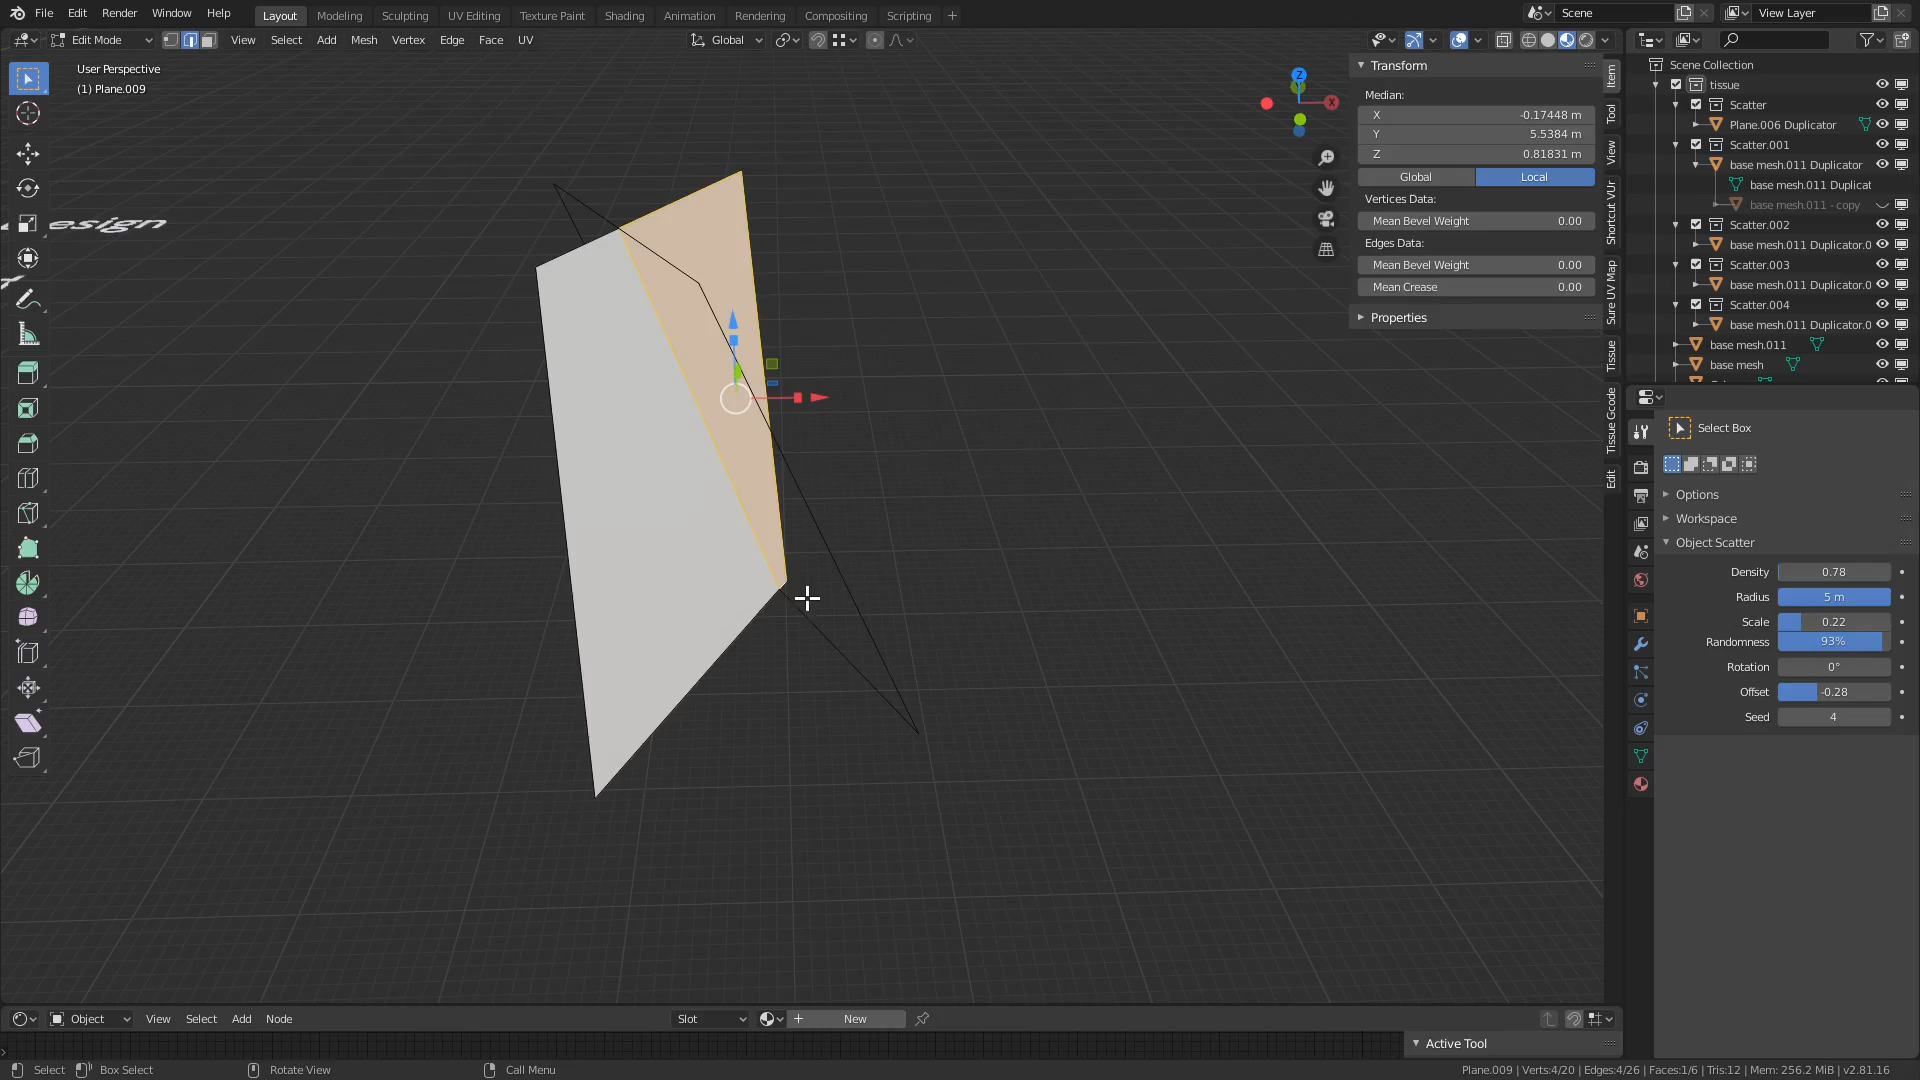 File Edit Render Window Help Layout Modeling Sculpting UV Editing Texture Paint Shading Animation Rendering Compositing Scripting + Scene View Layer
Edit Mode View Select Add Mesh Vertex Edge Face UV Global
User Perspective
(1) Plane.009
esign
Transform
Median:
X -0.17448 m
Y 5.5384 m
Z 0.81831 m
Global Local
Vertices Data:
Mean Bevel Weight 0.00
Edges Data:
Mean Bevel Weight 0.00
Mean Crease 0.00
Properties
Item
Tool
View
Shortcut VUr
Sure UV Map
Tissue
Tissue Gcode
Edit
Z
X
Scene Collection
tissue
Scatter
Plane.006 Duplicator
Scatter.001
base mesh.011 Duplicator
base mesh.011 Duplicat
base mesh.011 - copy
Scatter.002
base mesh.011 Duplicator.0
Scatter.003
base mesh.011 Duplicator.0
Scatter.004
base mesh.011 Duplicator.0
base mesh.011
base mesh
Select Box
Options
Workspace
Object Scatter
Density 0.78
Radius 5 m
Scale 0.22
Randomness 93%
Rotation 0°
Offset -0.28
Seed 4
Object View Select Add Node Slot New
Active Tool
Select Box Select Rotate View Call Menu Plane.009 | Verts:4/20 | Edges:4/26 | Faces:1/6 | Tris:12 | Mem: 256.2 MiB | v2.81.16